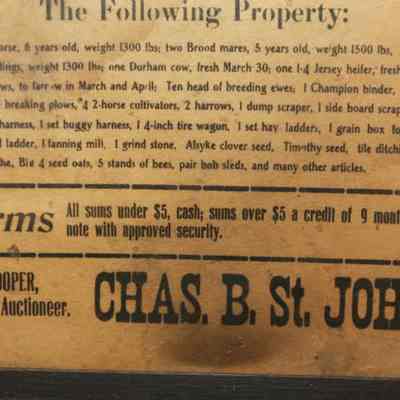 The Following Property:
orse, 6 years old, weight 1300 lbs; two Brood mares, 5 years old, weight 1500 lbs,
lings, weight 1300 lbs; one Durham cow, fresh March 30; one 1-4 Jersey heifer, fresh
ws, to farrow in March and April; Ten head of breeding ewes; 1 Champion binder,
breaking plows, 4 2-horse cultivators, 2 harrows, 1 dump scraper, 1 side board scrap
harness, 1 set buggy harness, 1 4-inch tire wagon, 1 set hay ladders, 1 grain box fo
l ladder, 1 fanning mill, 1 grind stone. Alsyke clover seed, Timothy seed, tile ditchi
the, Ble 4 seed oats, 5 stands of bees, pair bob sleds, and many other articles.
rms All sums under $5, cash; sums over $5 a credit of 9 mont
note with approved security.
OOPER,
Auctioneer.
CHAS. B. St. JOH